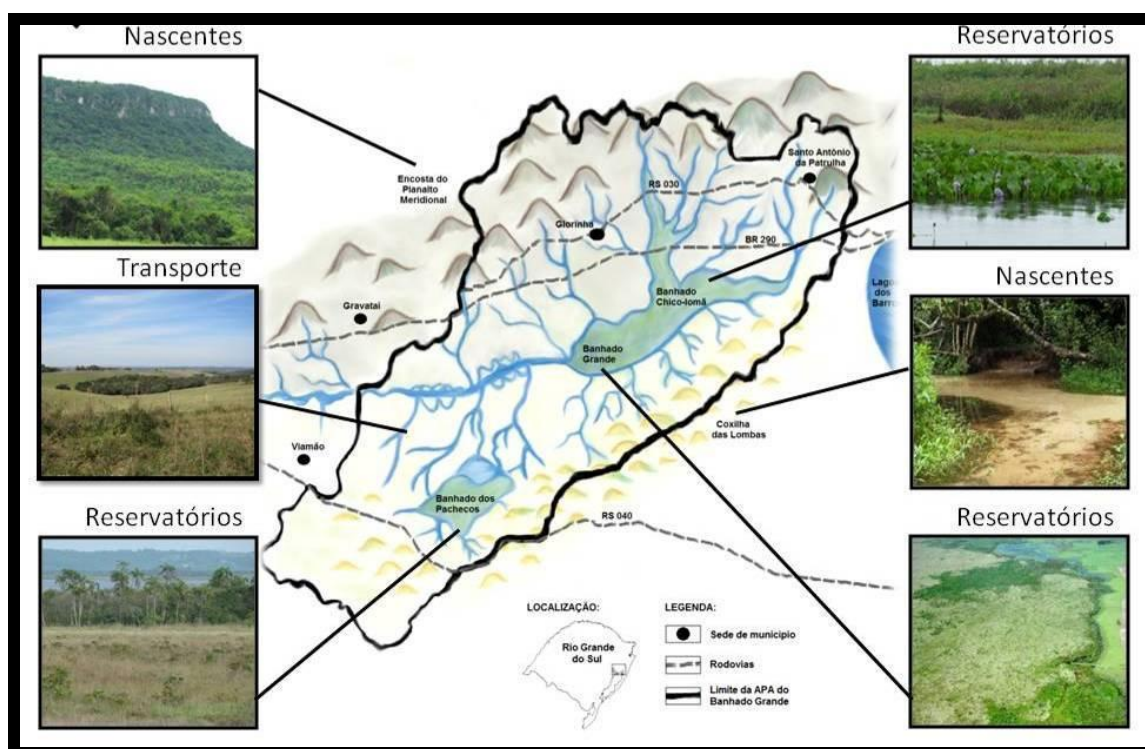 Nascentes
Reservatórios
Encosta do
Planalto
Meridional
Santo Antônio
da Patrulha
RS 030
Glorinha
BR 290
Transporte
Nascentes
Gravataí
Banhado
Chico-lomã
Banhado
Grande
Coxilha
das Lombas
Viamão
Banhado dos
Pachecos
RS 040
Reservatórios
Reservatórios
LOCALIZAÇÃO:
Rio Grande
do Sul
LEGENDA:
Sede de município
Rodovias
Limite da APA do
Banhado Grande